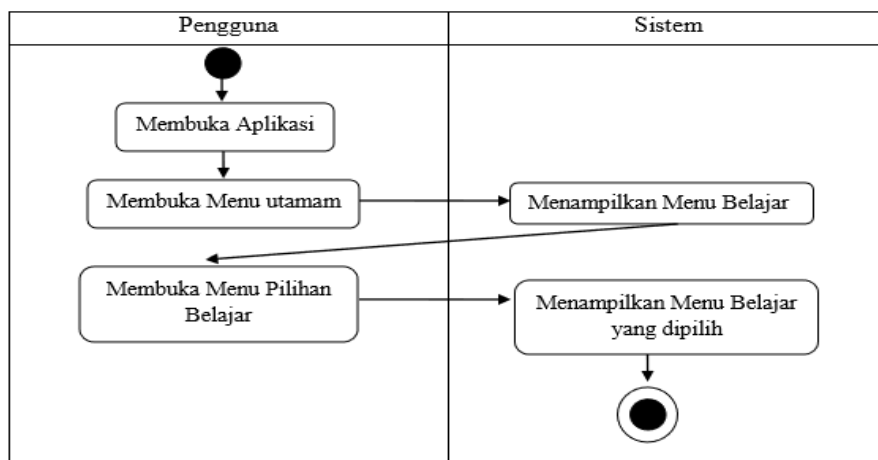 Pengguna
Sistem
Membuka Aplikasi
Membuka Menu utamam
Menampilkan Menu Belajar
Membuka Menu Pilihan
Belajar
Menampilkan Menu Belajar
yang dipilih